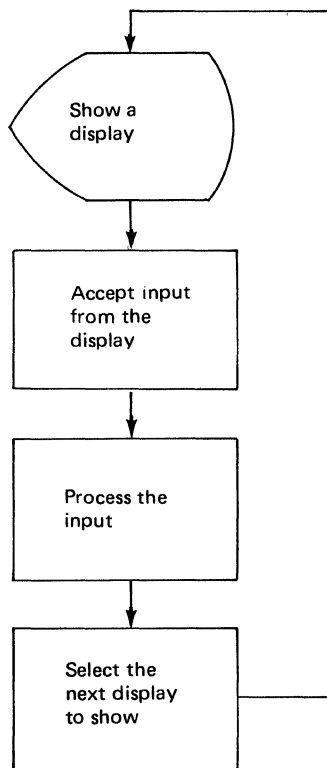 Show a
display
Accept input
from the
display
Process the
input
Select the
next display
to show